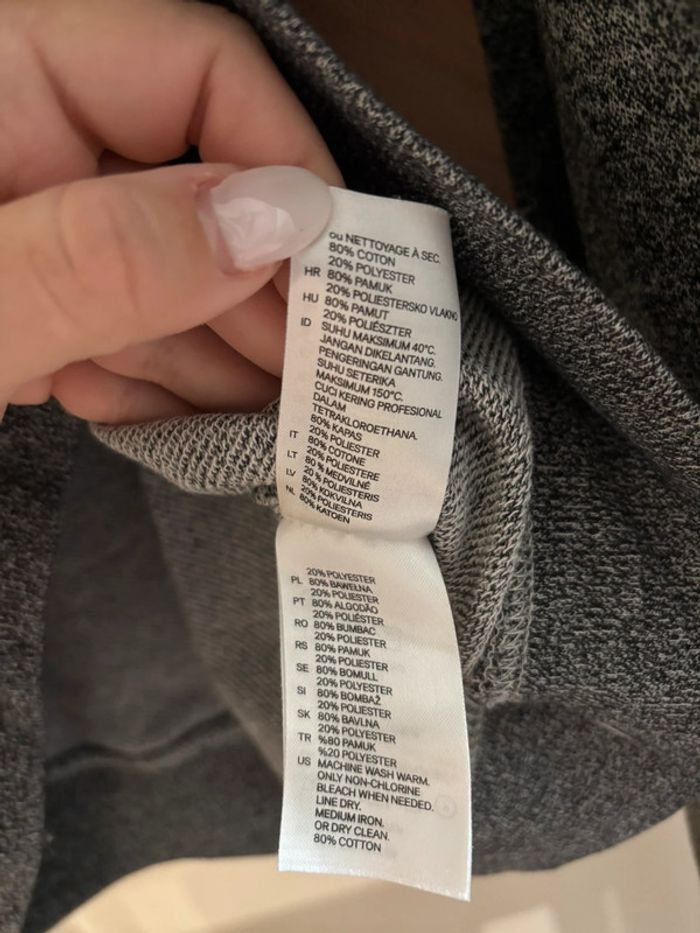 ou NETTOYAGE À SEC.
80% COTON
20% POLYESTER
HR 80% PAMUK
20% POLIESTERSKO VLAKNO
HU 80% PAMUT
20% POLIÉSZTER
ID SUHU MAKSIMUM 40°C.
JANGAN DIKELANTANG.
PENGERINGAN GANTUNG.
SUHU SETERIKA
MAKSIMUM 150°C.
CUCI KERING PROFESIONAL
DALAM
TETRAKLOROETHANA.
80% KAPAS
20% POLIESTER
IT 80% COTONE
20% POLIESTERE
LT 80% MEDVILNĖ
20% POLIESTERIS
LV 80% KOKVILNA
20% POLIESTERIS
NL 80% KATOEN
20% POLYESTER
PL 80% BAWEŁNA
20% POLIESTER
PT 80% ALGODÃO
20% POLIÉSTER
RO 80% BUMBAC
20% POLIESTER
RS 80% PAMUK
20% POLIESTER
SE 80% BOMULL
20% POLYESTER
SI 80% BOMBAŽ
20% POLIESTER
SK 80% BAVLNA
20% POLYESTER
TR %80 PAMUK
%20 POLYESTER
US MACHINE WASH WARM.
ONLY NON-CHLORINE
BLEACH WHEN NEEDED.
LINE DRY.
MEDIUM IRON.
OR DRY CLEAN.
80% COTTON